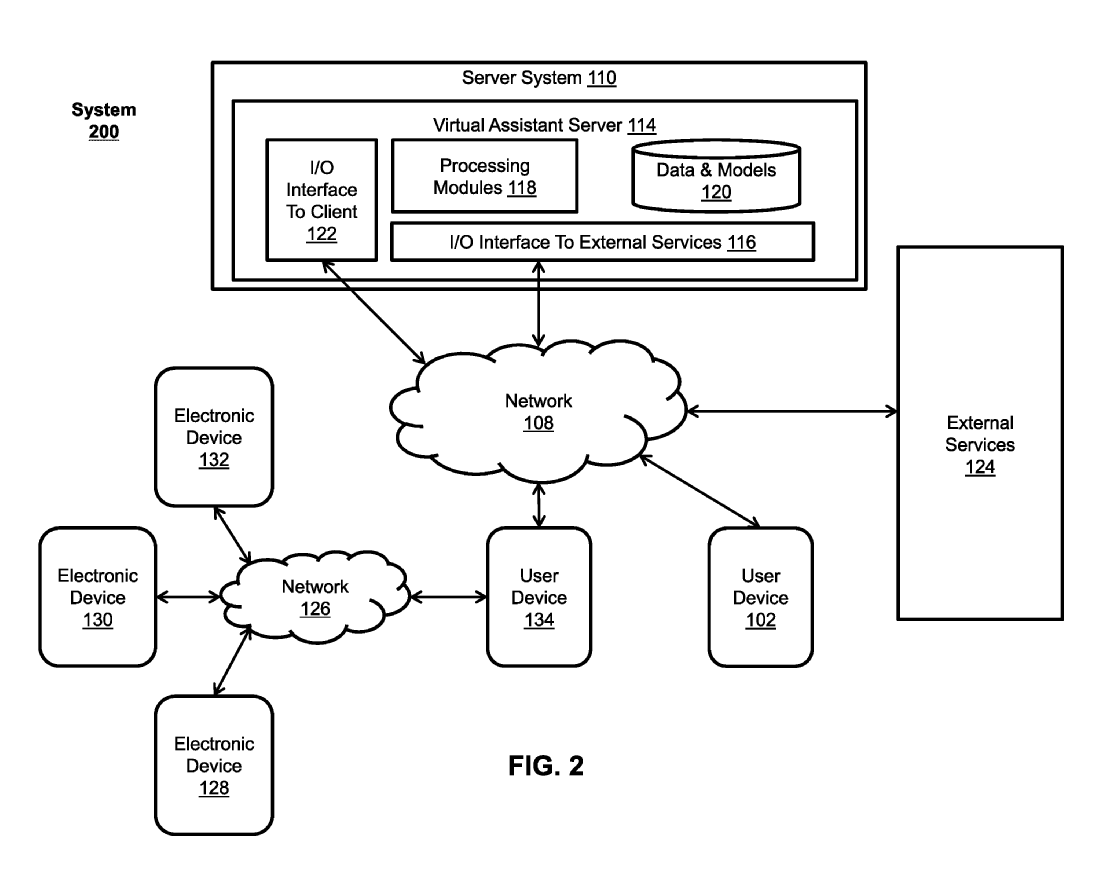 System
200
Server System 110
Virtual Assistant Server 114
I/O
Interface
To Client
122
Processing
Modules 118
Data & Models
120
I/O Interface To External Services 116
Network
108
External
Services
124
Electronic
Device
132
Electronic
Device
130
Network
126
User
Device
134
User
Device
102
Electronic
Device
128
FIG. 2